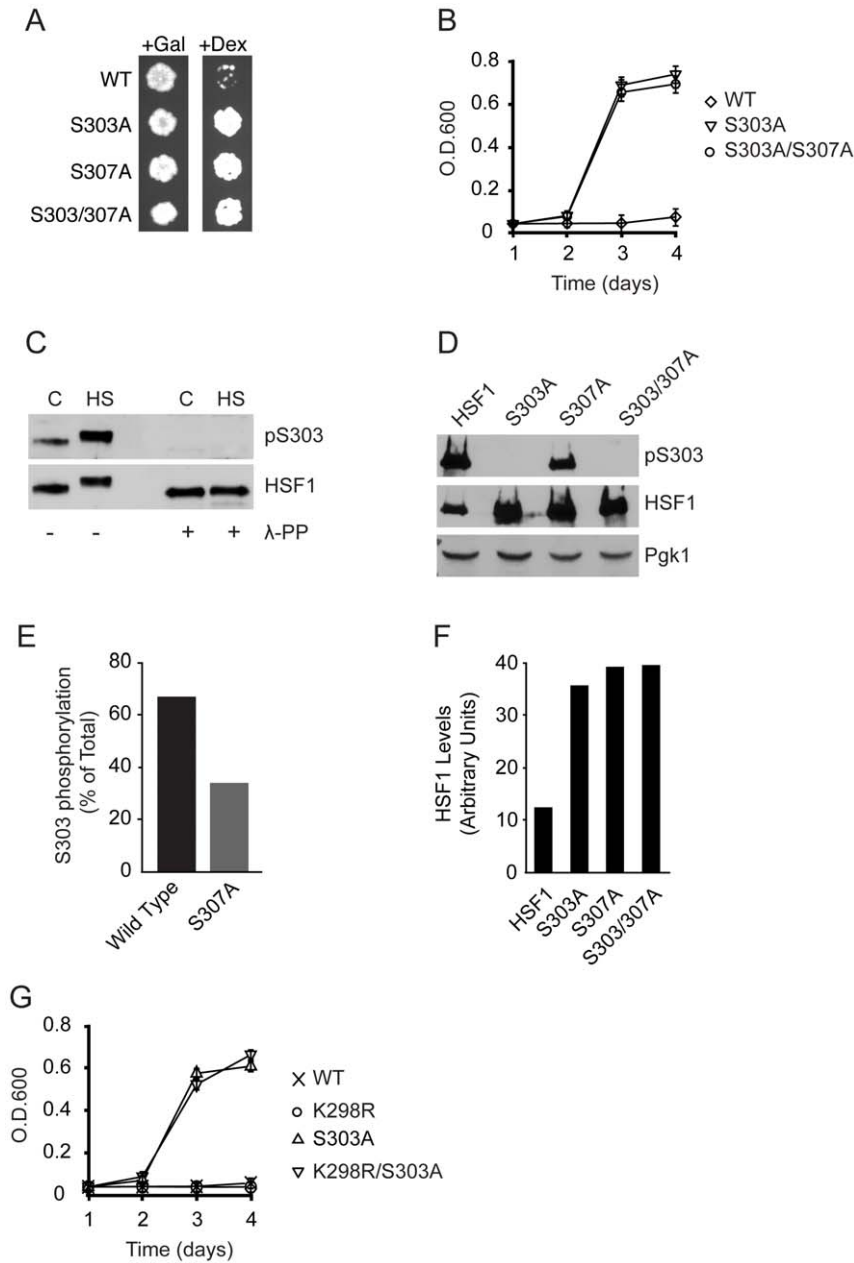 A
+Gal +Dex
WT
S303A
S307A
S303/307A
B
0.8
0.6
0.4
0.2
0
O.D.600
1 2 3 4
Time (days)
WT
S303A
S303A/S307A
C
C HS C HS
pS303
HSF1
- - + + λ-PP
D
HSF1 S303A S307A S303/307A
pS303
HSF1
Pgk1
E
80
60
40
20
0
S303 phosphorylation
(% of Total)
Wild Type S307A
F
40
30
20
10
0
HSF1 Levels
(Arbitrary Units)
HSF1 S303A S307A S303/307A
G
0.8
0.6
0.4
0.2
0
O.D.600
1 2 3 4
Time (days)
WT
K298R
S303A
K298R/S303A